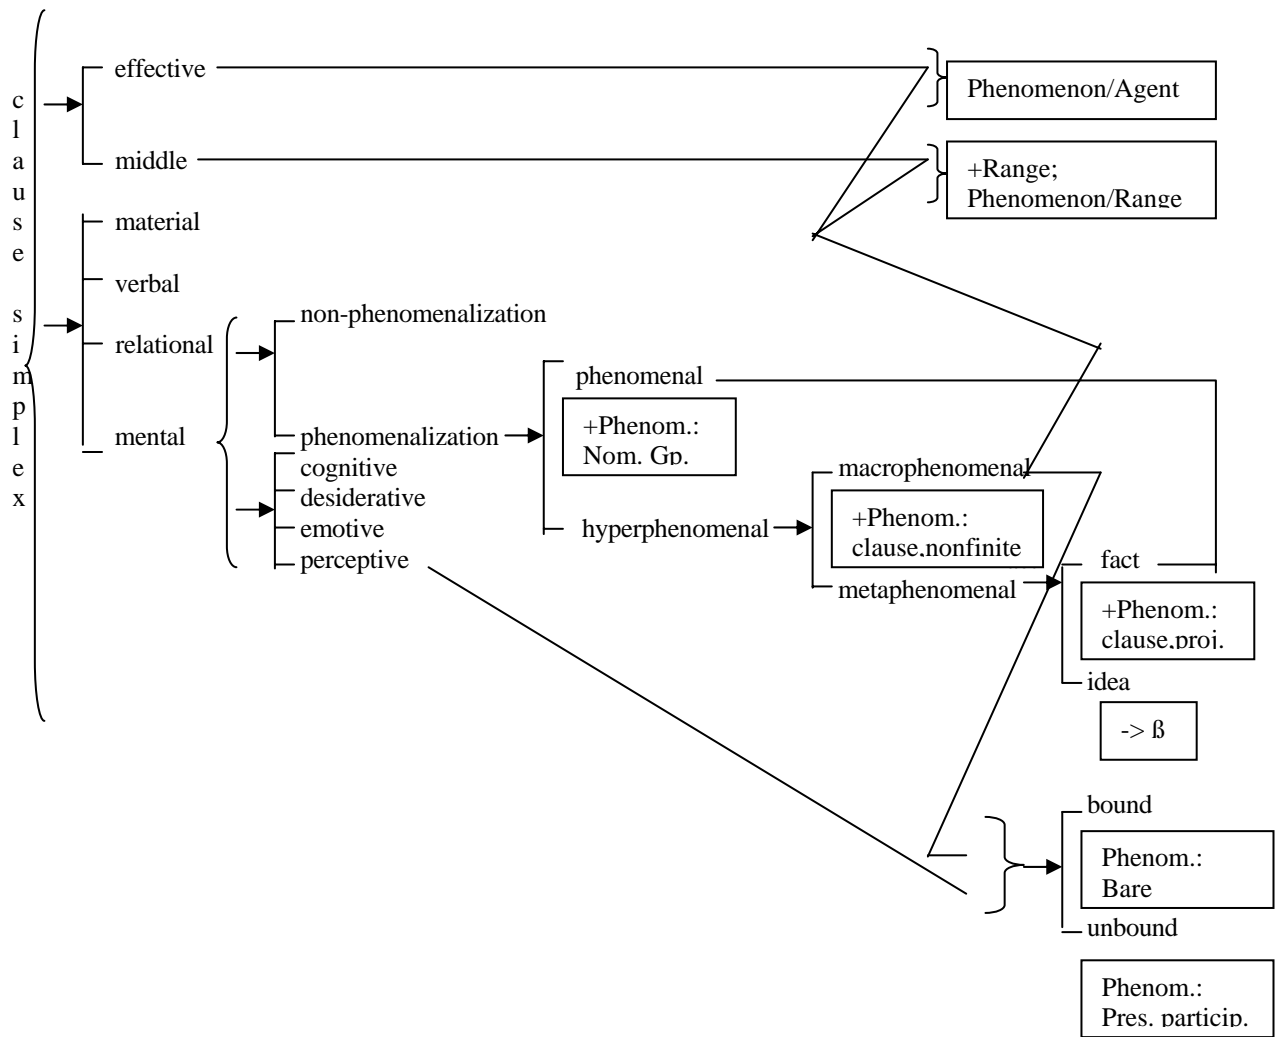 clause simplex
effective
Phenomenon/Agent
middle
+Range;
Phenomenon/Range
material
verbal
relational
mental
non-phenomenalization
phenomenalization
cognitive
desiderative
emotive
perceptive
phenomenal
+Phenom.:
Nom. Gp.
hyperphenomenal
macrophenomenal
+Phenom.:
clause,nonfinite
metaphenomenal
fact
+Phenom.:
clause,proj.
idea
-> ß
bound
Phenom.:
Bare
unbound
Phenom.:
Pres. particip.